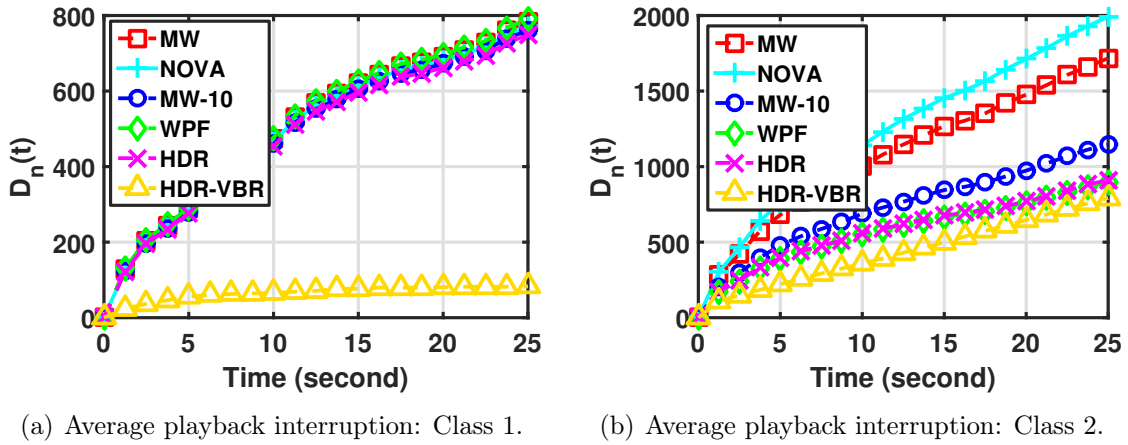 800
600
400
200
0
D_n(t)
MW
NOVA
MW-10
WPF
HDR
HDR-VBR
0 5 10 15 20 25
Time (second)
(a) Average playback interruption: Class 1.
2000
1500
1000
500
0
D_n(t)
MW
NOVA
MW-10
WPF
HDR
HDR-VBR
0 5 10 15 20 25
Time (second)
(b) Average playback interruption: Class 2.